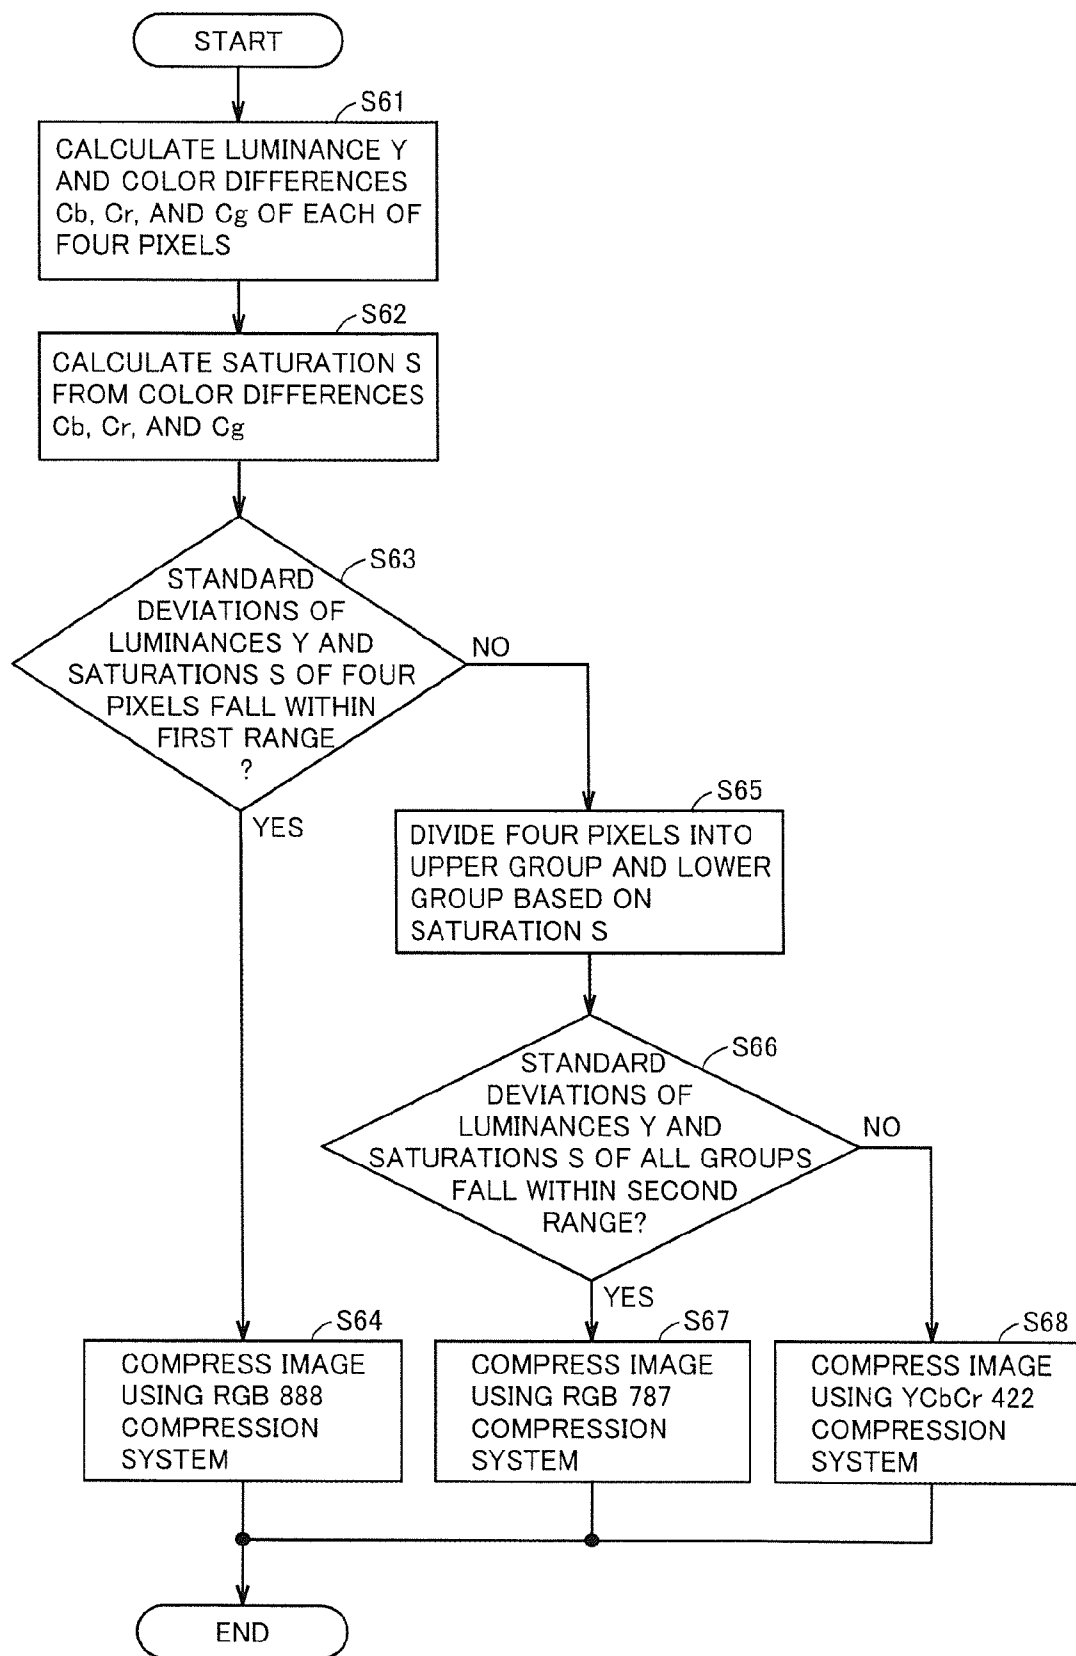 START
S61
CALCULATE LUMINANCE Y
AND COLOR DIFFERENCES
Cb, Cr, AND Cg OF EACH OF
FOUR PIXELS
S62
CALCULATE SATURATION S
FROM COLOR DIFFERENCES
Cb, Cr, AND Cg
S63
STANDARD
DEVIATIONS OF
LUMINANCES Y AND
SATURATIONS S OF FOUR
PIXELS FALL WITHIN
FIRST RANGE
?
NO
YES
S65
DIVIDE FOUR PIXELS INTO
UPPER GROUP AND LOWER
GROUP BASED ON
SATURATION S
S66
STANDARD
DEVIATIONS OF
LUMINANCES Y AND
SATURATIONS S OF ALL GROUPS
FALL WITHIN SECOND
RANGE?
NO
YES
S64
COMPRESS IMAGE
USING RGB 888
COMPRESSION
SYSTEM
S67
COMPRESS IMAGE
USING RGB 787
COMPRESSION
SYSTEM
S68
COMPRESS IMAGE
USING YCbCr 422
COMPRESSION
SYSTEM
END